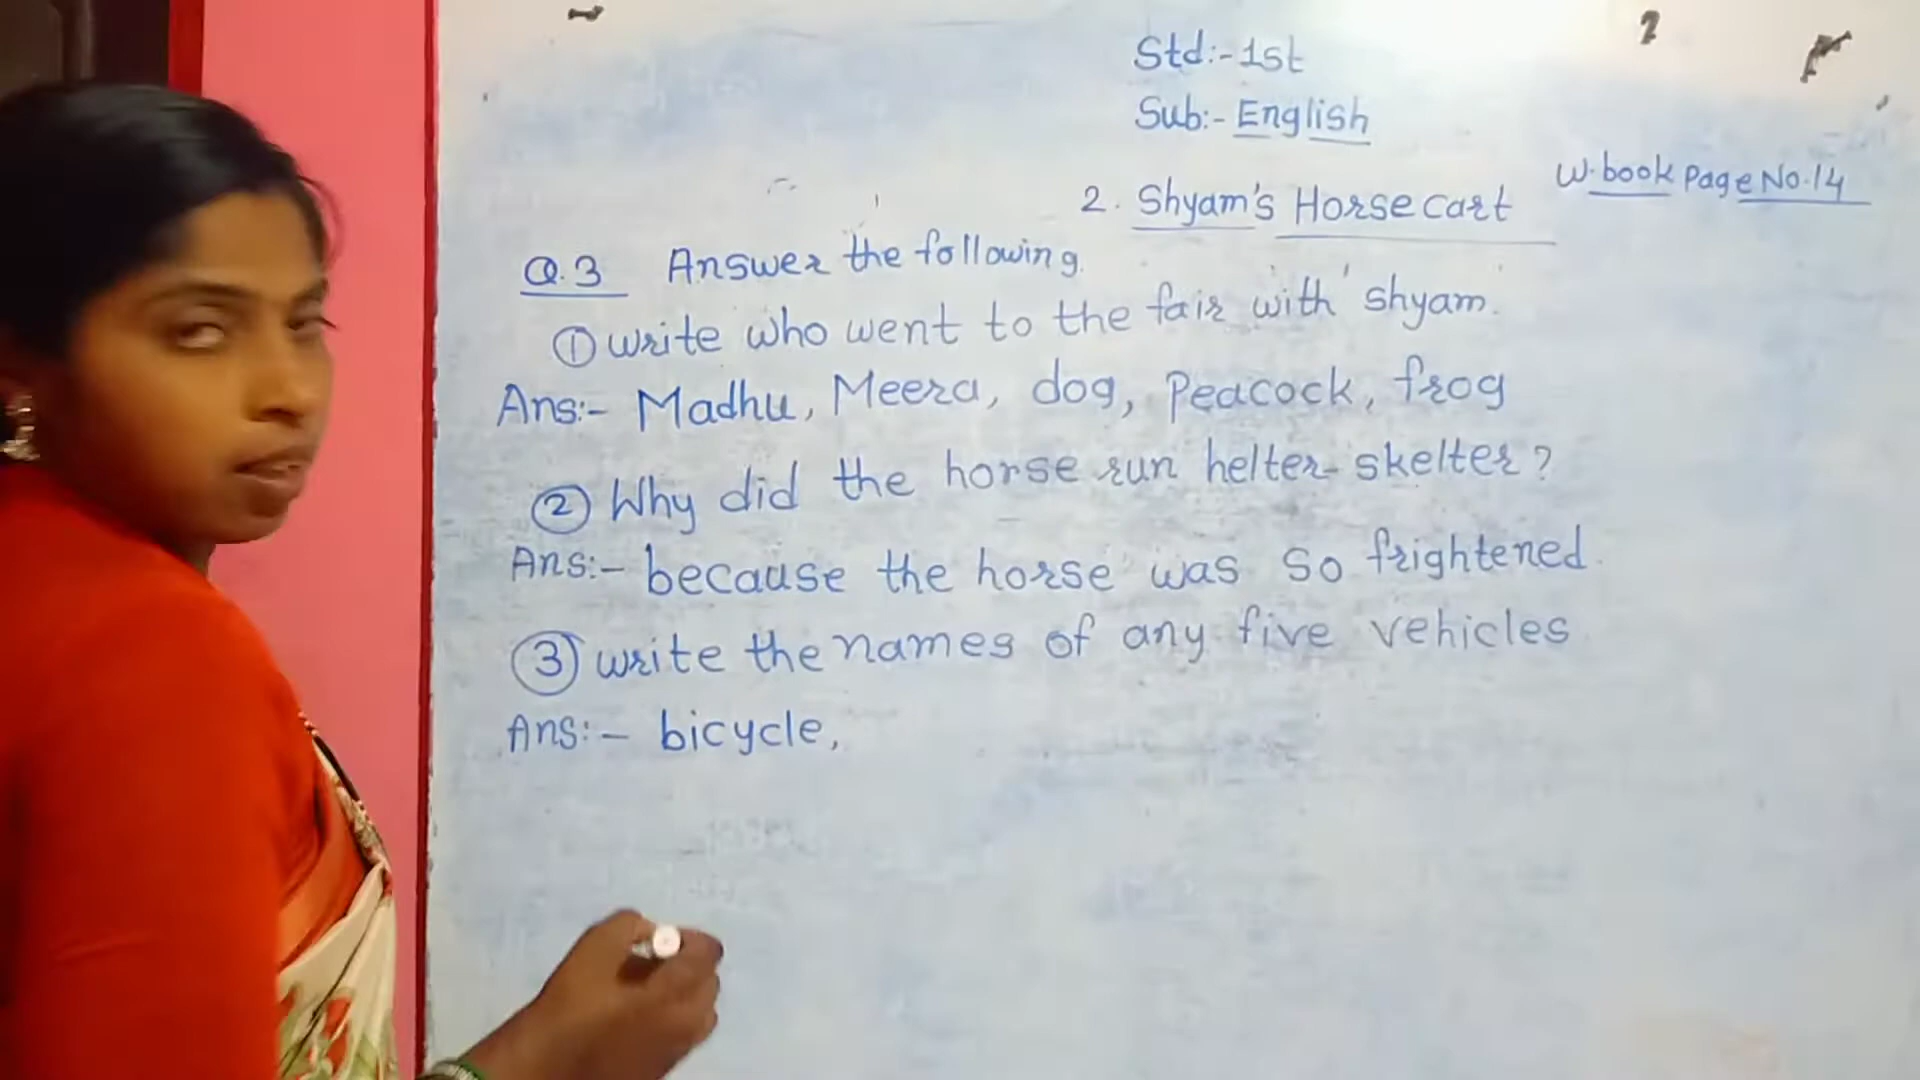 Std:-1st
Sub:- English
W.book Page No.14
2. Shyam's Horse cart
Q.3 Answer the following.
① write who went to the fair with shyam.
Ans:- Madhu, Meera, dog, Peacock, frog
② Why did the horse run helter-skelter?
Ans:- because the horse was so frightened.
③ write the names of any five vehicles
Ans:- bicycle,